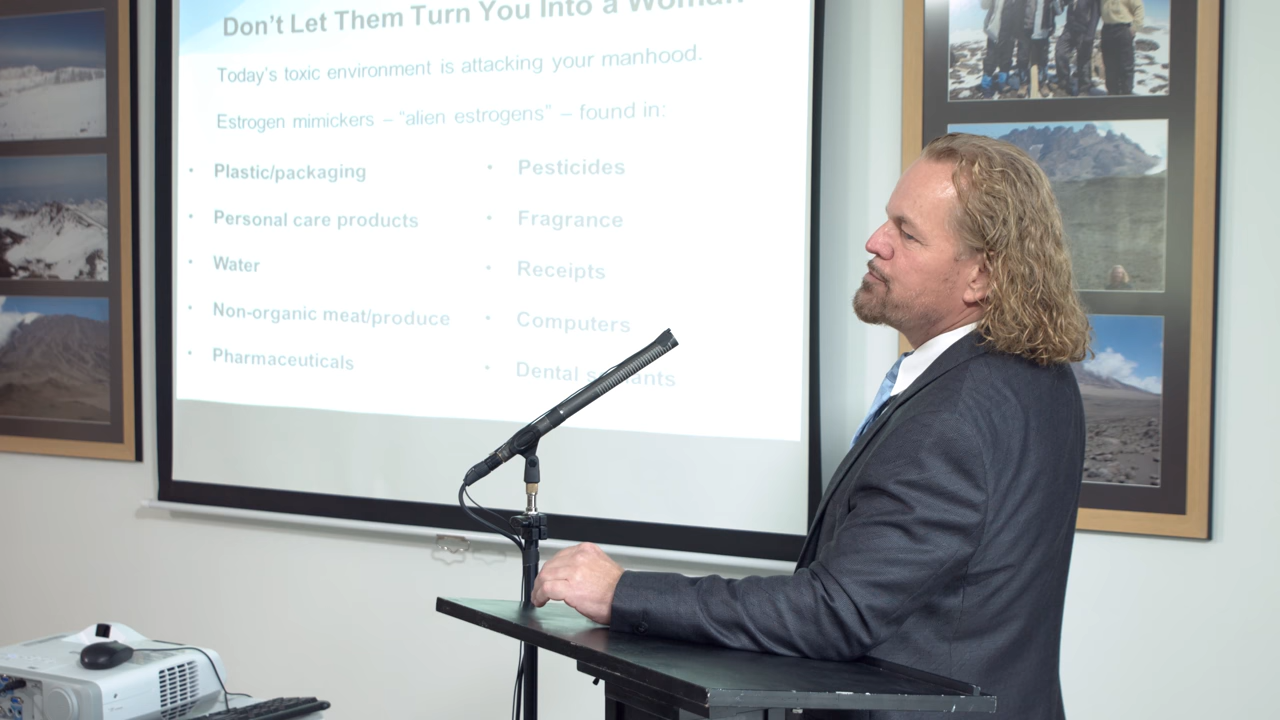 Don't Let Them Turn You Into a Woman
Today's toxic environment is attacking your manhood.
Estrogen mimickers – "alien estrogens" – found in:
• Plastic/packaging
• Personal care products
• Water
• Non-organic meat/produce
• Pharmaceuticals
• Pesticides
• Fragrance
• Receipts
• Computers
• Dental